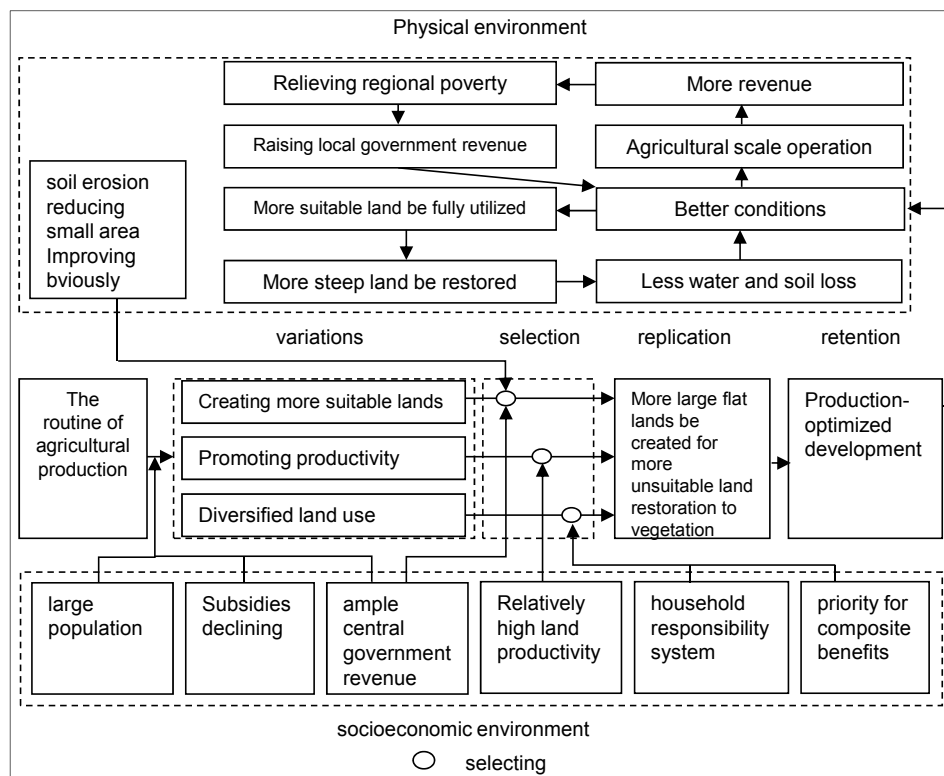 Physical environment
Relieving regional poverty
More revenue
Raising local government revenue
Agricultural scale operation
soil erosion
reducing
small area
Improving
bviously
More suitable land be fully utilized
Better conditions
More steep land be restored
Less water and soil loss
variations
selection
replication
retention
The
routine of
agricultural
production
Creating more suitable lands
Promoting productivity
Diversified land use
More large flat
lands be
created for
more
unsuitable land
restoration to
vegetation
Production-
optimized
development
large
population
Subsidies
declining
ample
central
government
revenue
Relatively
high land
productivity
household
responsibility
system
priority for
composite
benefits
socioeconomic environment
selecting